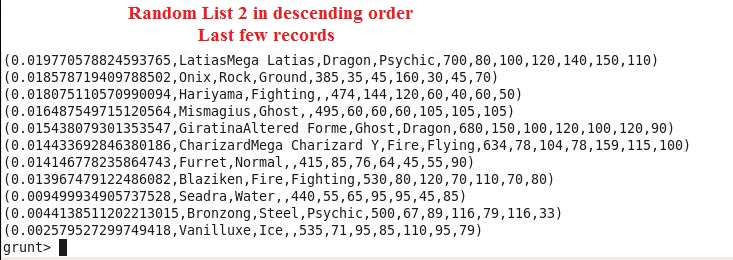 Random List 2 in descending order
Last few records
(0.019770578824593765,LatiasMega Latias,Dragon,Psychic,700,80,100,120,140,150,110)
(0.018578719409788502,Onix,Rock,Ground,385,35,45,160,30,45,70)
(0.018075110570990094,Hariyama,Fighting,,474,144,120,60,40,60,50)
(0.016487549715120564,Mismagius,Ghost,,495,60,60,60,105,105,105)
(0.015438079301353547,GiratinaAltered Forme,Ghost,Dragon,680,150,100,120,100,120,90)
(0.014433692846380186,CharizardMega Charizard Y,Fire,Flying,634,78,104,78,159,115,100)
(0.014146778235864743,Furret,Normal,,415,85,76,64,45,55,90)
(0.013967479122486082,Blaziken,Fire,Fighting,530,80,120,70,110,70,80)
(0.009499934905737528,Seadra,Water,,440,55,65,95,95,45,85)
(0.0044138511202213015,Bronzong,Steel,Psychic,500,67,89,116,79,116,33)
(0.002579527299749418,Vanilluxe,Ice,,535,71,95,85,110,95,79)
grunt>